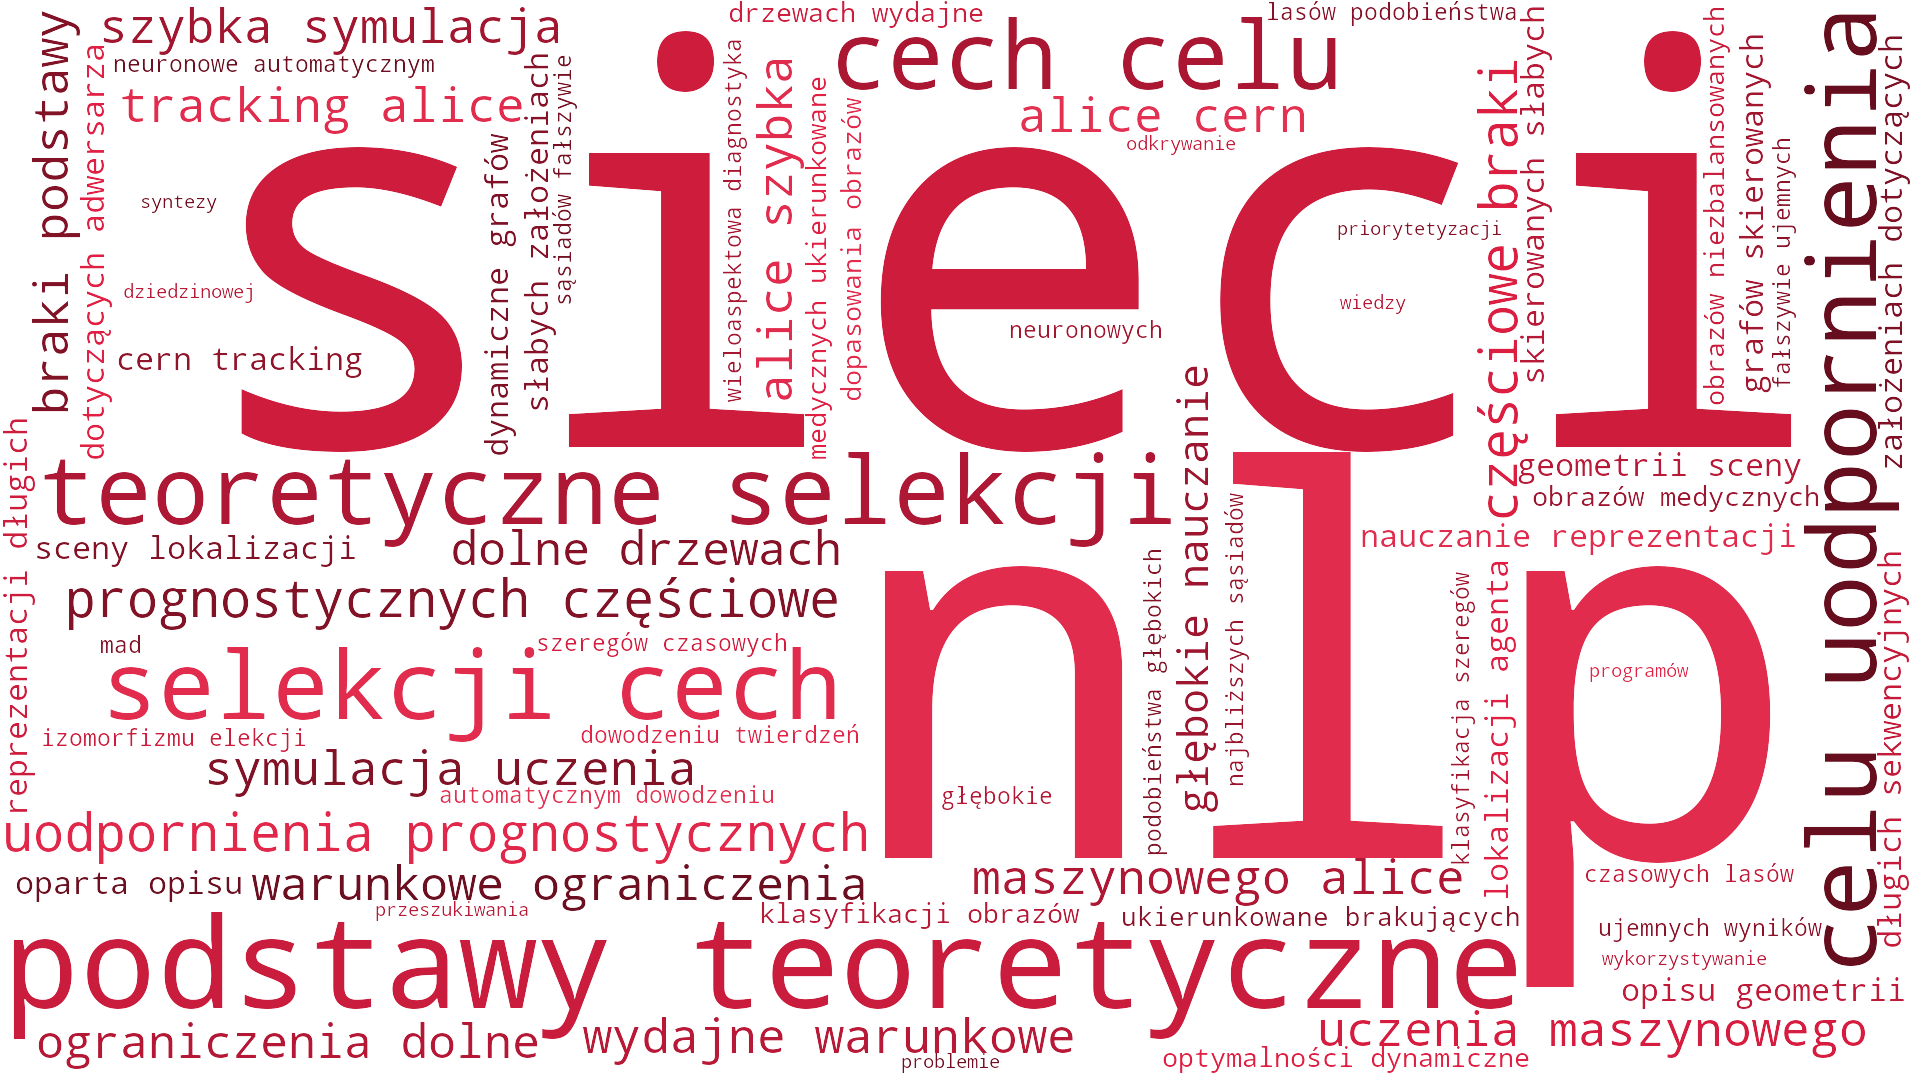 szybka symulacja
neuronowe automatycznym
tracking alice
drzewach wydajne
cech celu
alice cern
odkrywanie
lasów podobieństwa
braki podstawy
dotyczących adwersarza
syntezy
dziedzinowej
cern tracking
sieci
dynamiczne grafów
słabych założeniach
sąsiadów fałszywie
wieloaspektowa diagnostyka
alice szybka
medycznych ukierunkowane
dopasowania obrazów
neuronowych
priorytetyzacji
wiedzy
częściowe braki
skierowanych słabych
obrazów niezbalansowanych
grafów skierowanych
fałszywie ujemnych
celu uodpornienia
założeniach dotyczących
reprezentacji długich
teoretyczne selekcji
sceny lokalizacji
dolne drzewach
prognostycznych częściowe
mad
szeregów czasowych
selekcji cech
izomorfizmu elekcji
dowodzeniu twierdzeń
symulacja uczenia
automatycznym dowodzeniu
uodpornienia prognostycznych
oparta opisu
warunkowe ograniczenia
przeszukiwania
nlp
głębokie
podobieństwa głębokich
głębokie nauczanie
najbliższych sąsiadów
geometrii sceny
obrazów medycznych
nauczanie reprezentacji
klasyfikacja szeregów
lokalizacji agenta
programów
długich sekwencyjnych
maszynowego alice
czasowych lasów
klasyfikacji obrazów
ukierunkowane brakujących
ujemnych wyników
wykorzystywanie
podstawy teoretyczne
opisu geometrii
ograniczenia dolne
wydajne warunkowe
problemie
uczenia maszynowego
optymalności dynamiczne